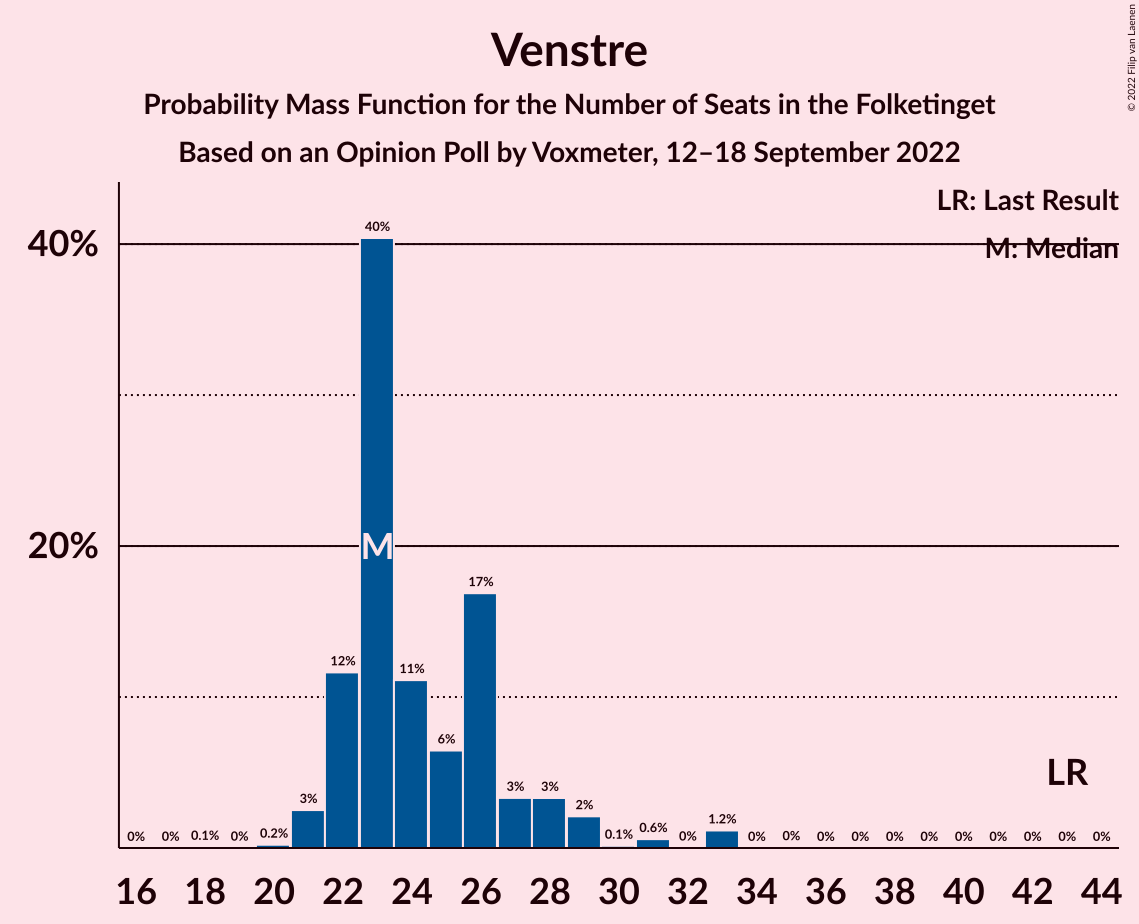 Venstre
Probability Mass Function for the Number of Seats in the Folketinget
Based on an Opinion Poll by Voxmeter, 12–18 September 2022
© 2022 Filip van Laenen
LR: Last Result
M: Median
40%
20%
0% 0% 0.1% 0% 0.2% 3% 12% 40% 11% 6% 17% 3% 3% 2% 0.1% 0.6% 0% 1.2% 0% 0% 0% 0% 0% 0% 0% 0% 0% 0% 0%
M
LR
16 18 20 22 24 26 28 30 32 34 36 38 40 42 44